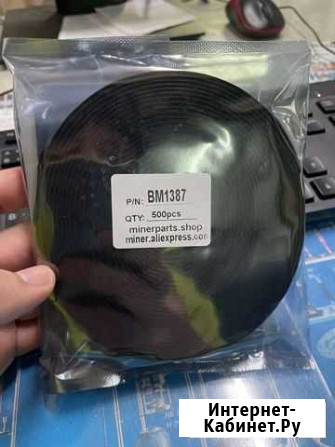 P/N: BM1387
QTY: 500pcs
minerparts.shop
miner.aliexpress.com
Интернет-
Кабинет.Ру